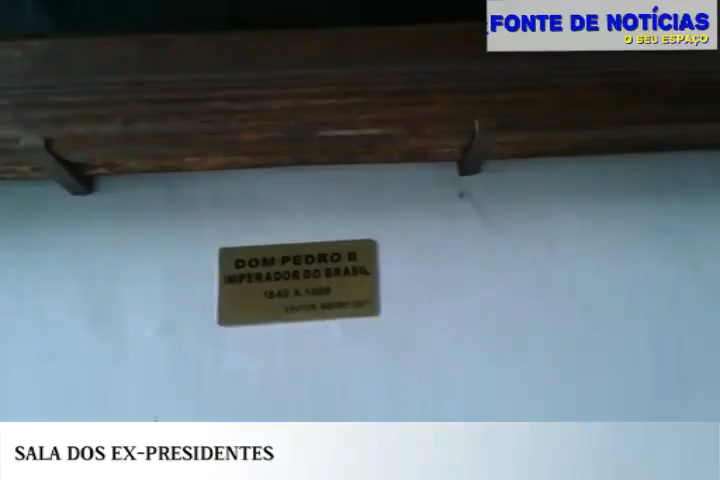 FONTE DE NOTÍCIAS
O SEU ESPAÇO
DOM PEDRO II
IMPERADOR DO BRASIL
1840 A 1889
SALA DOS EX-PRESIDENTES